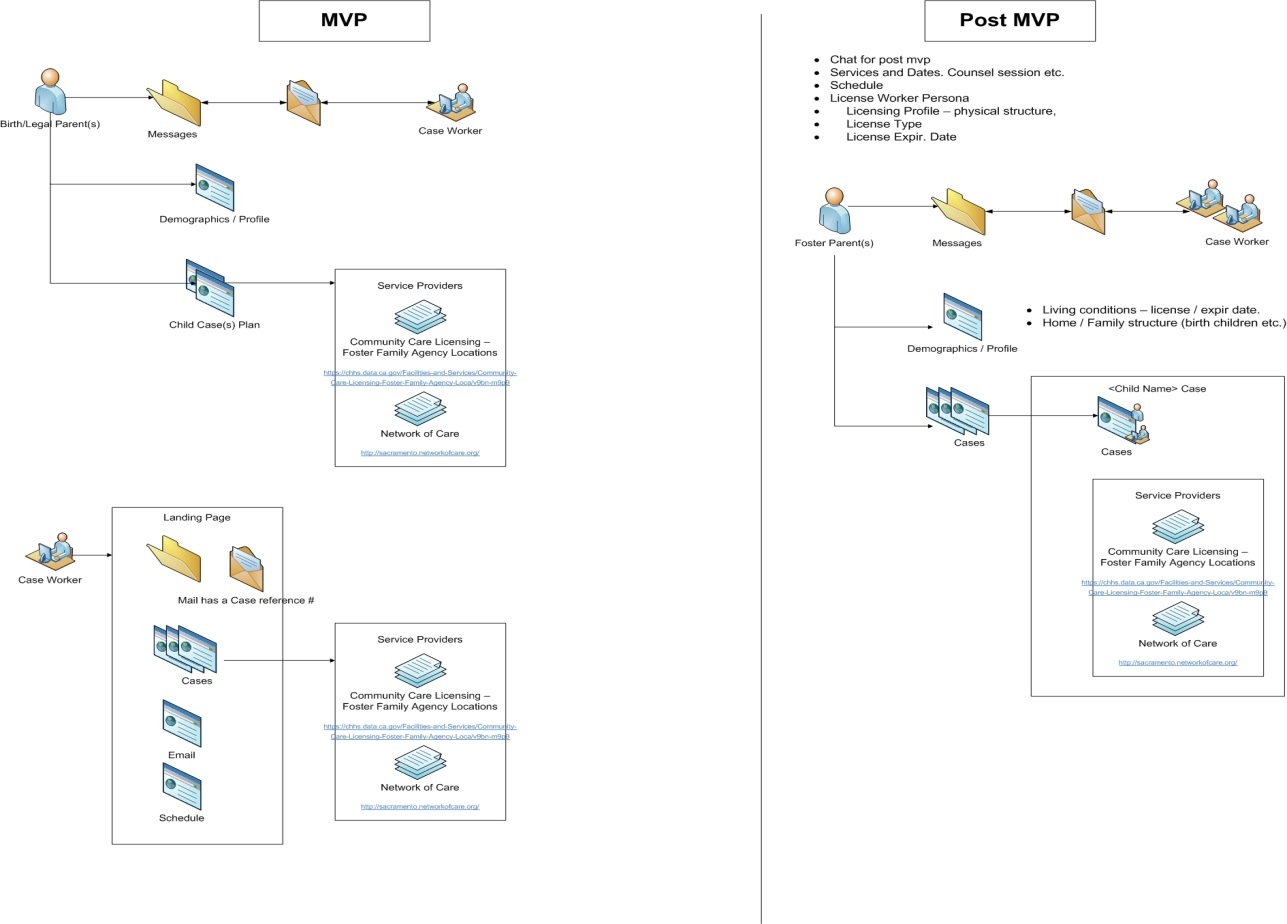 MVP
Birth/Legal Parent(s)
Messages
Case Worker
Demographics / Profile
Child Case(s) Plan
Service Providers
Community Care Licensing –
Foster Family Agency Locations
https://chhs.data.ca.gov/Facilities-and-Services/Community-
Care-Licensing-Foster-Family-Agency-Loca/v9bn-m9p9
Network of Care
http://sacramento.networkofcare.org/
Case Worker
Landing Page
Mail has a Case reference #
Cases
Email
Schedule
Service Providers
Community Care Licensing –
Foster Family Agency Locations
https://chhs.data.ca.gov/Facilities-and-Services/Community-
Care-Licensing-Foster-Family-Agency-Loca/v9bn-m9p9
Network of Care
http://sacramento.networkofcare.org/
Post MVP
• Chat for post mvp
• Services and Dates. Counsel session etc.
• Schedule
• License Worker Persona
• Licensing Profile – physical structure,
• License Type
• License Expir. Date
Foster Parent(s)
Messages
Case Worker
Demographics / Profile
• Living conditions – license / expir date.
• Home / Family structure (birth children etc.)
Cases
<Child Name> Case
Cases
Service Providers
Community Care Licensing –
Foster Family Agency Locations
https://chhs.data.ca.gov/Facilities-and-Services/Community-
Care-Licensing-Foster-Family-Agency-Loca/v9bn-m9p9
Network of Care
http://sacramento.networkofcare.org/